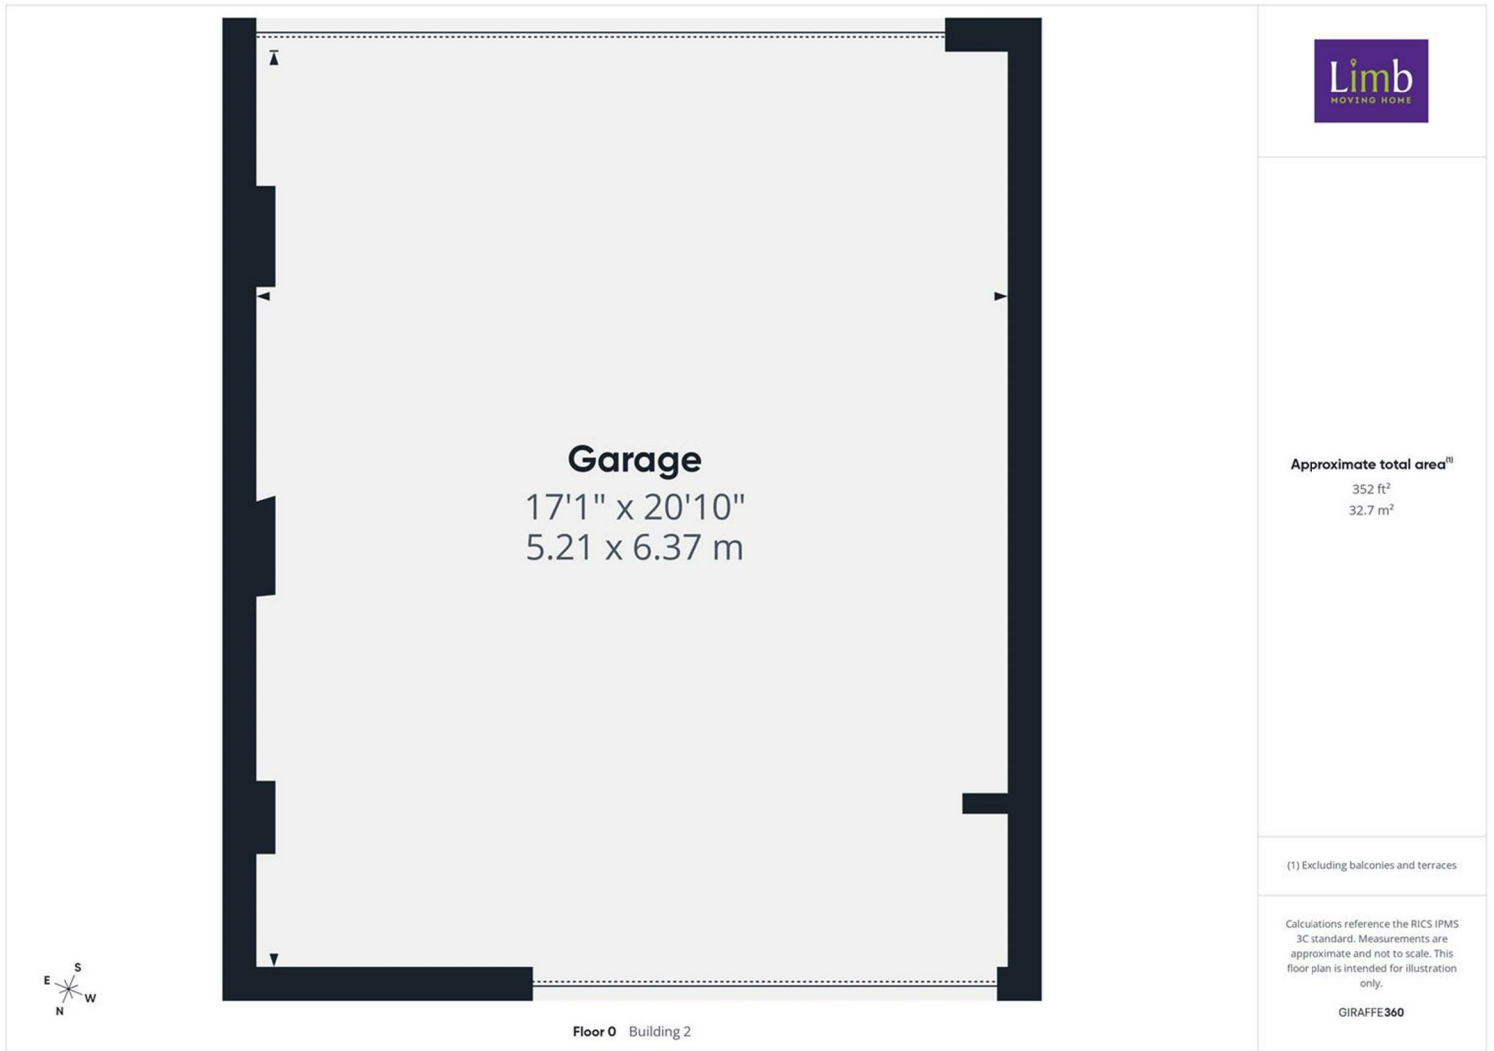 Limb
MOVING HOME
Garage
17'1" x 20'10"
5.21 x 6.37 m
Approximate total area(1)
352 ft²
32.7 m²
(1) Excluding balconies and terraces
Calculations reference the RICS IPMS
3C standard. Measurements are
approximate and not to scale. This
floor plan is intended for illustration
only.
GIRAFFE360
S
E
W
N
Floor 0 Building 2